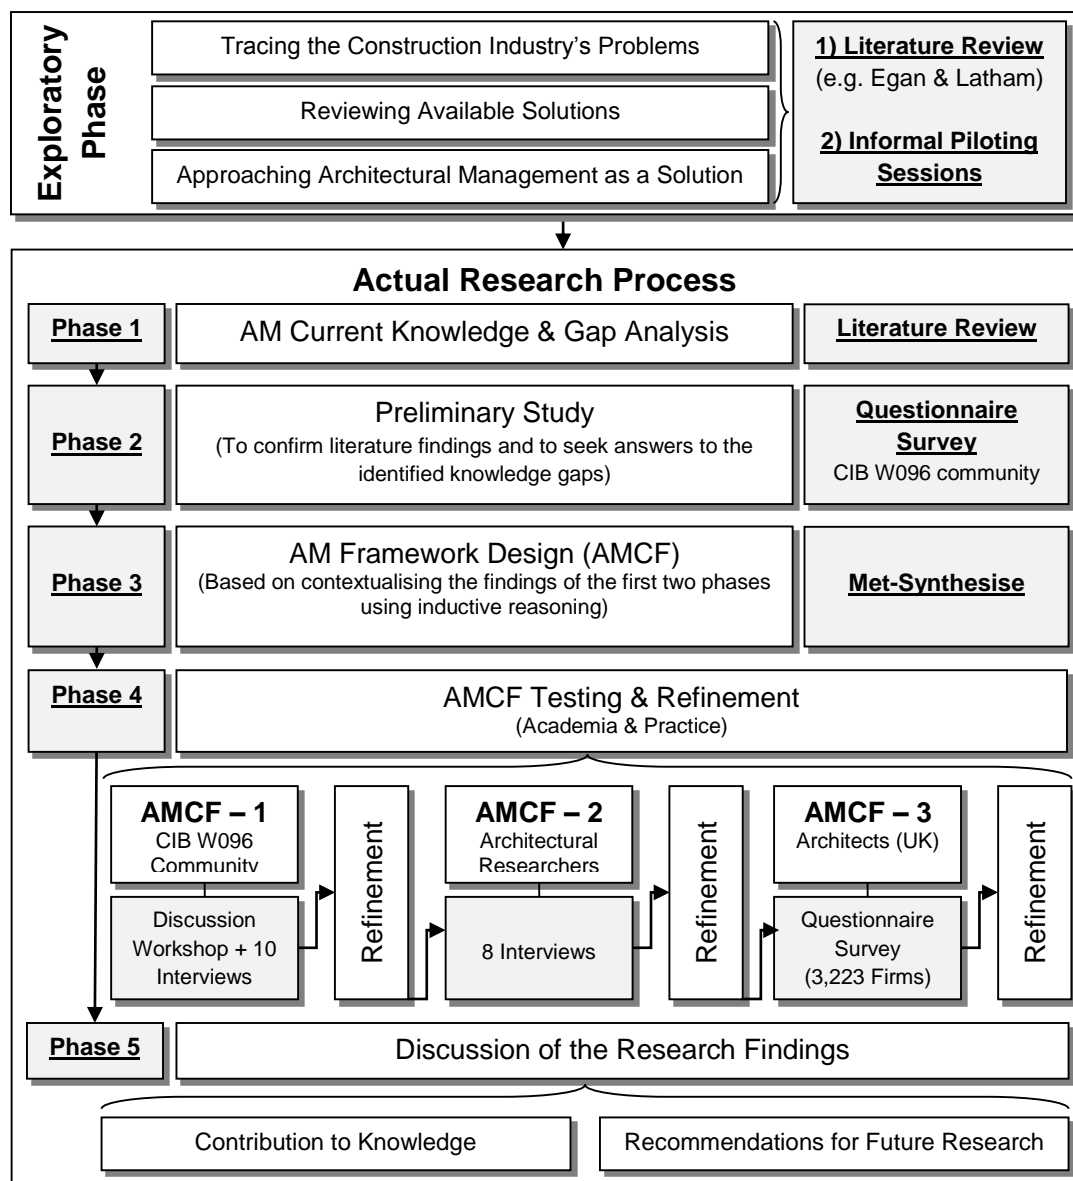 Exploratory
Phase
Tracing the Construction Industry's Problems
Reviewing Available Solutions
Approaching Architectural Management as a Solution
1) Literature Review
(e.g. Egan & Latham)
2) Informal Piloting
Sessions
Actual Research Process
Phase 1
AM Current Knowledge & Gap Analysis
Literature Review
Phase 2
Preliminary Study
(To confirm literature findings and to seek answers to the
identified knowledge gaps)
Questionnaire
Survey
CIB W096 community
Phase 3
AM Framework Design (AMCF)
(Based on contextualising the findings of the first two phases
using inductive reasoning)
Met-Synthesise
Phase 4
AMCF Testing & Refinement
(Academia & Practice)
AMCF – 1
CIB W096
Community
Discussion
Workshop + 10
Interviews
Refinement
AMCF – 2
Architectural
Researchers
8 Interviews
Refinement
AMCF – 3
Architects (UK)
Questionnaire
Survey
(3,223 Firms)
Refinement
Phase 5
Discussion of the Research Findings
Contribution to Knowledge
Recommendations for Future Research